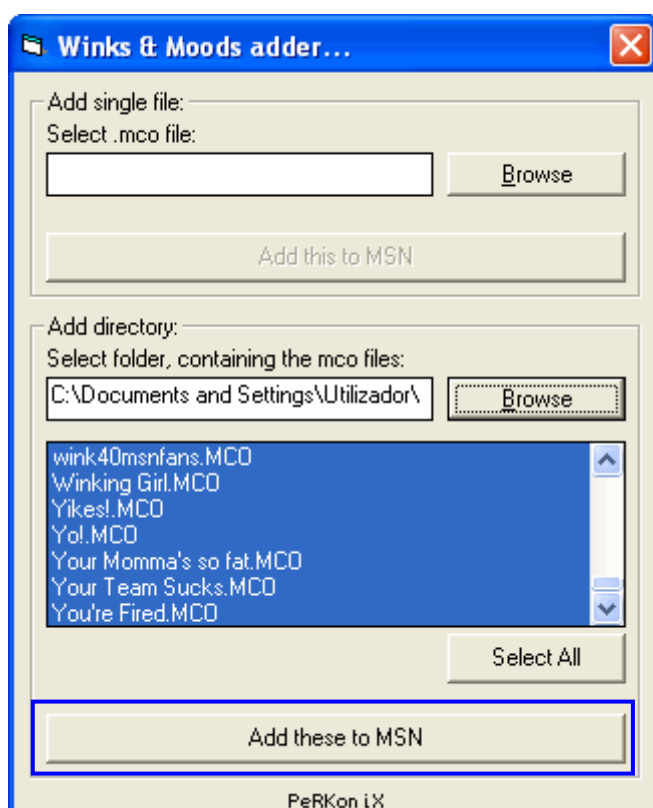 Winks & Moods adder...
Add single file:
Select .mco file:
Browse
Add this to MSN
Add directory:
Select folder, containing the mco files:
C:\Documents and Settings\Utilizador\
Browse
wink40msnfans.MCO
Winking Girl.MCO
Yikes!.MCO
Yo!.MCO
Your Momma's so fat.MCO
Your Team Sucks.MCO
You're Fired.MCO
Select All
Add these to MSN
PeRKon iX